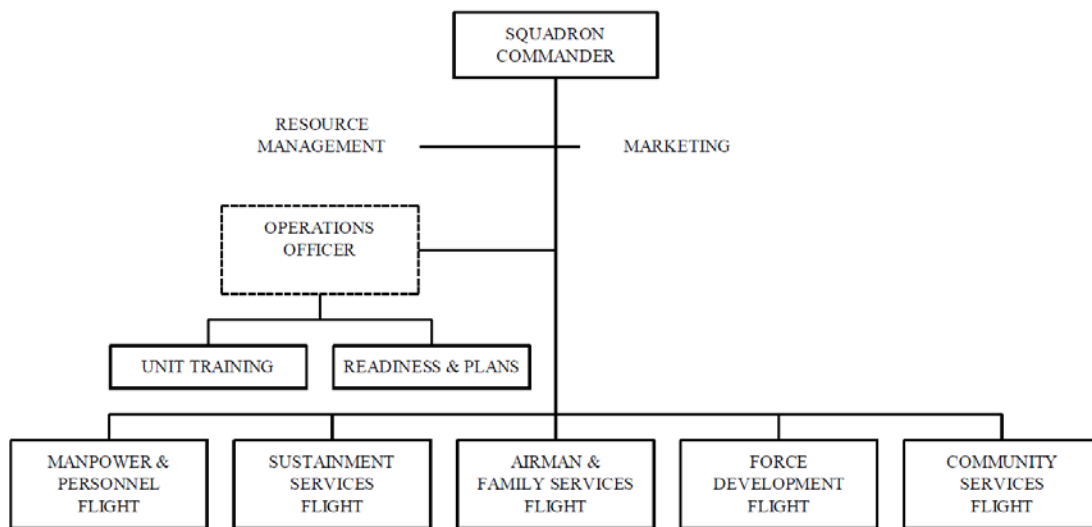 SQUADRON
COMMANDER
RESOURCE
MANAGEMENT
MARKETING
OPERATIONS
OFFICER
UNIT TRAINING
READINESS & PLANS
MANPOWER &
PERSONNEL
FLIGHT
SUSTAINMENT
SERVICES
FLIGHT
AIRMAN &
FAMILY SERVICES
FLIGHT
FORCE
DEVELOPMENT
FLIGHT
COMMUNITY
SERVICES
FLIGHT